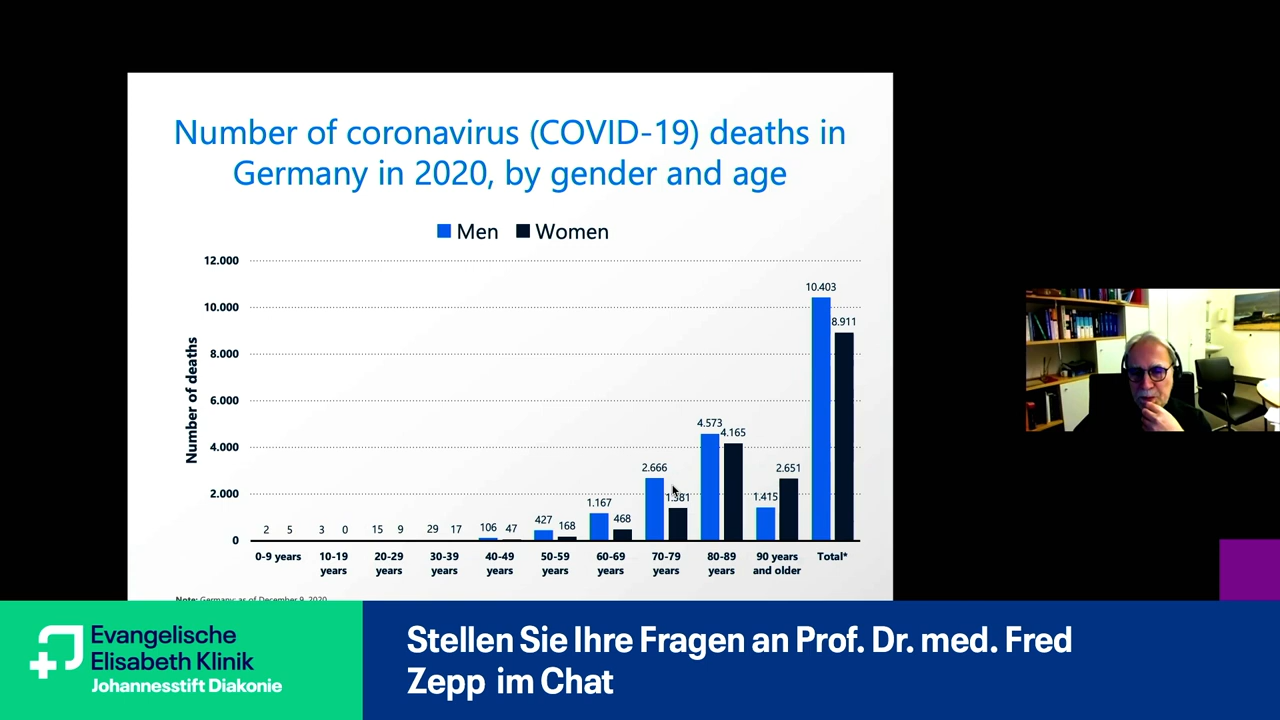 Number of coronavirus (COVID-19) deaths in
Germany in 2020, by gender and age
Men Women
Number of deaths
12.000
10.000
8.000
6.000
4.000
2.000
0
2 5 3 0 15 9 29 17 106 47 427 168 1.167 468 2.666 1.381 4.573 4.165 1.415 2.651 10.403 8.911
0-9 years 10-19 20-29 30-39 40-49 50-59 60-69 70-79 80-89 90 years Total*
years years years years years years years years and older
Note: Germany; as of December 9, 2020
Evangelische
Elisabeth Klinik
Johannesstift Diakonie
Stellen Sie Ihre Fragen an Prof. Dr. med. Fred
Zepp im Chat